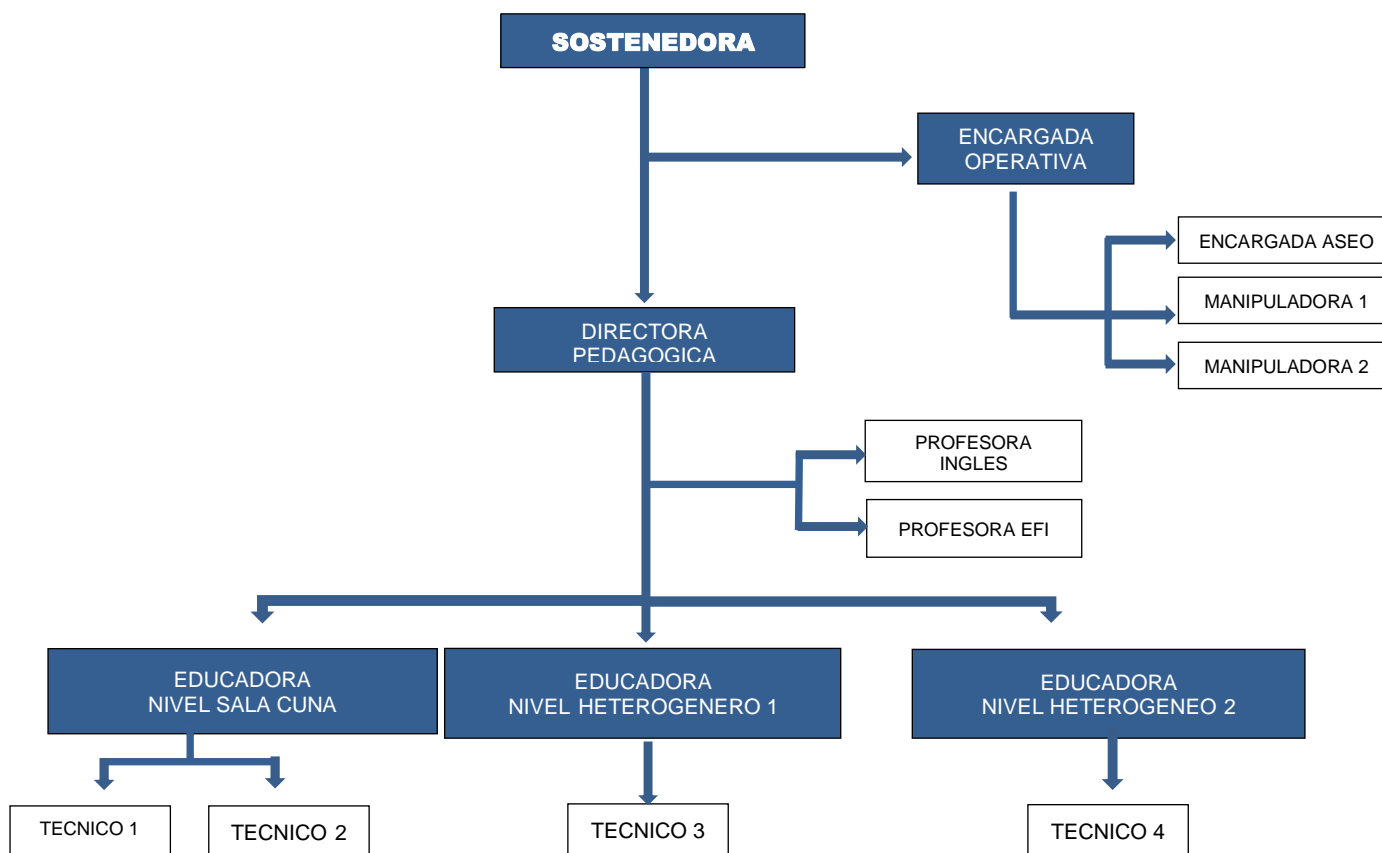 SOSTENEDORA
ENCARGADA
OPERATIVA
ENCARGADA ASEO
MANIPULADORA 1
MANIPULADORA 2
DIRECTORA
PEDAGOGICA
PROFESORA
INGLES
PROFESORA EFI
EDUCADORA
NIVEL SALA CUNA
EDUCADORA
NIVEL HETEROGENERO 1
EDUCADORA
NIVEL HETEROGENEO 2
TECNICO 1
TECNICO 2
TECNICO 3
TECNICO 4